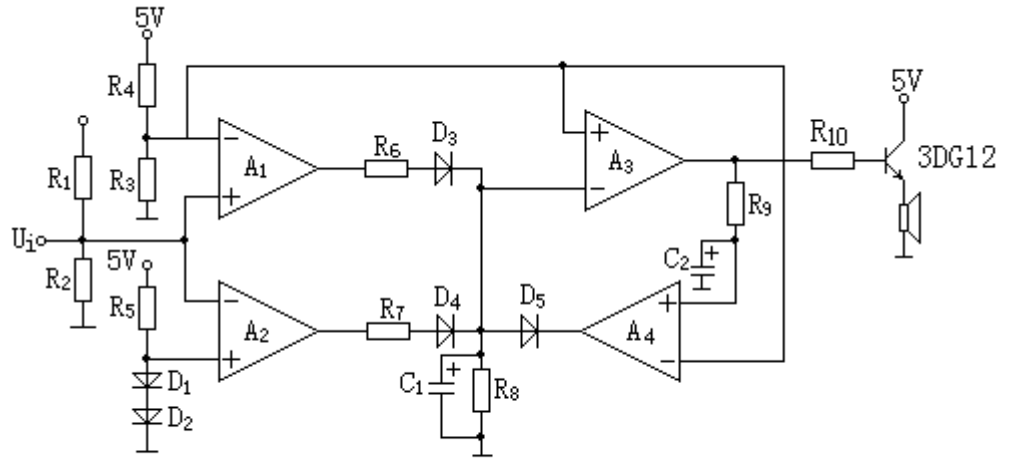 5V
R4
R1
R3
Ui
R2
5V
R5
D1
D2
−
A1
+
−
A2
+
R6
D3
R7
D4
D5
C1
+
R8
+
A3
−
R9
C2
+
+
A4
−
R10
5V
3DG12